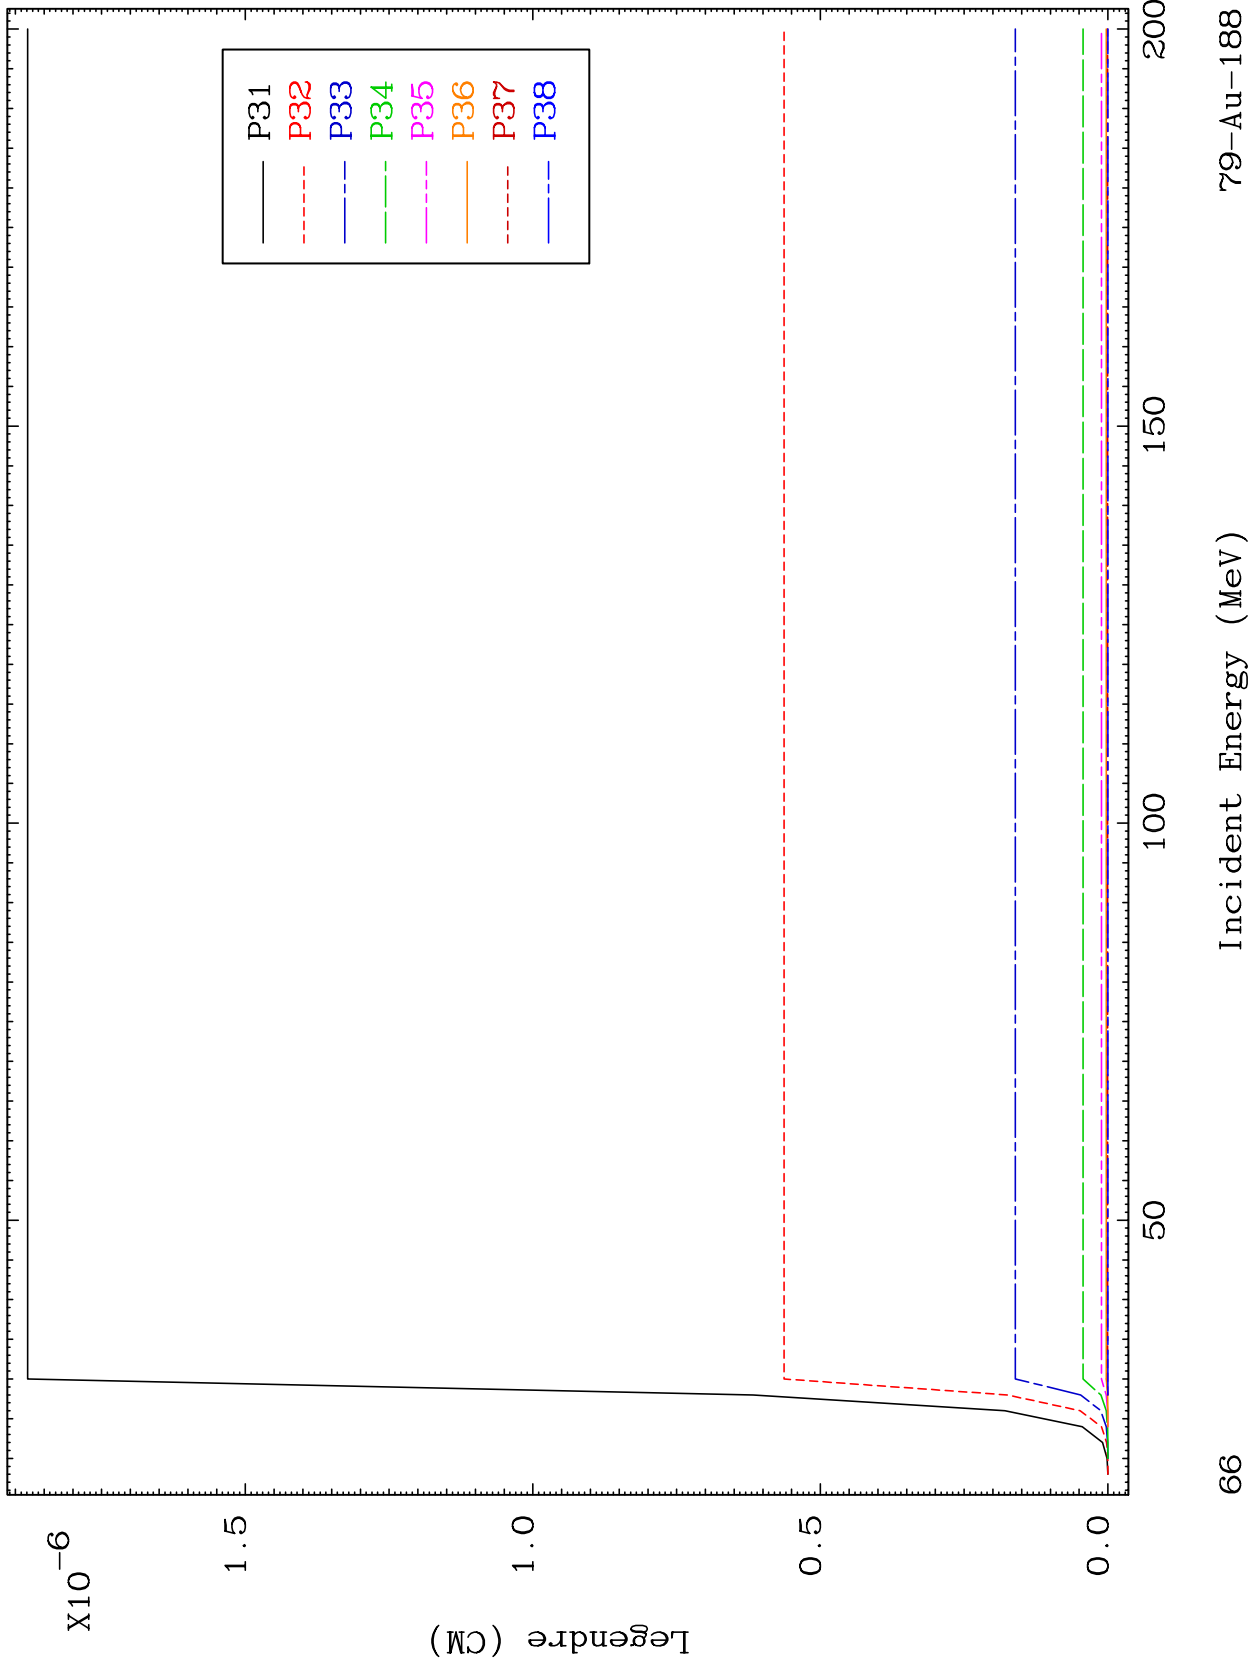 X10-6
1.5
1.0
0.5
0.0
Legendre (CM)
P31
P32
P33
P34
P35
P36
P37
P38
50
100
150
200
Incident Energy (MeV)
66
79-Au-188